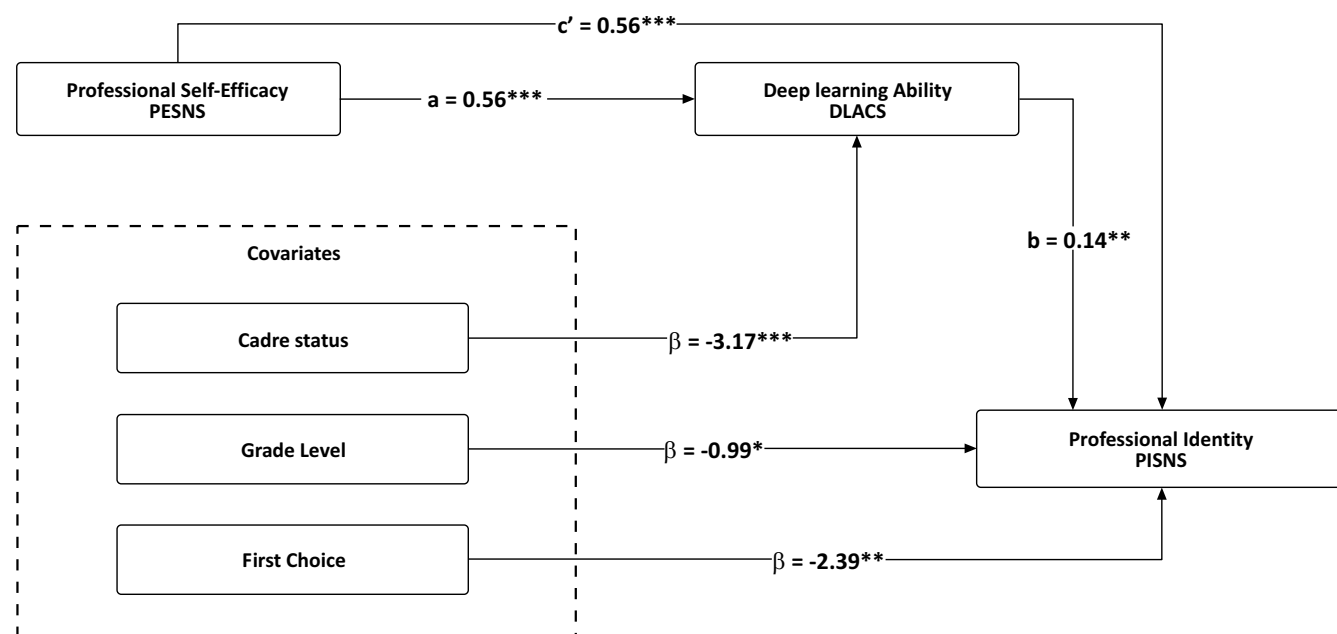 c’ = 0.56***
Professional Self-Efficacy
PESNS
a = 0.56***
Deep learning Ability
DLACS
b = 0.14**
Covariates
Cadre status
β = -3.17***
Grade Level
β = -0.99*
Professional Identity
PISNS
First Choice
β = -2.39**